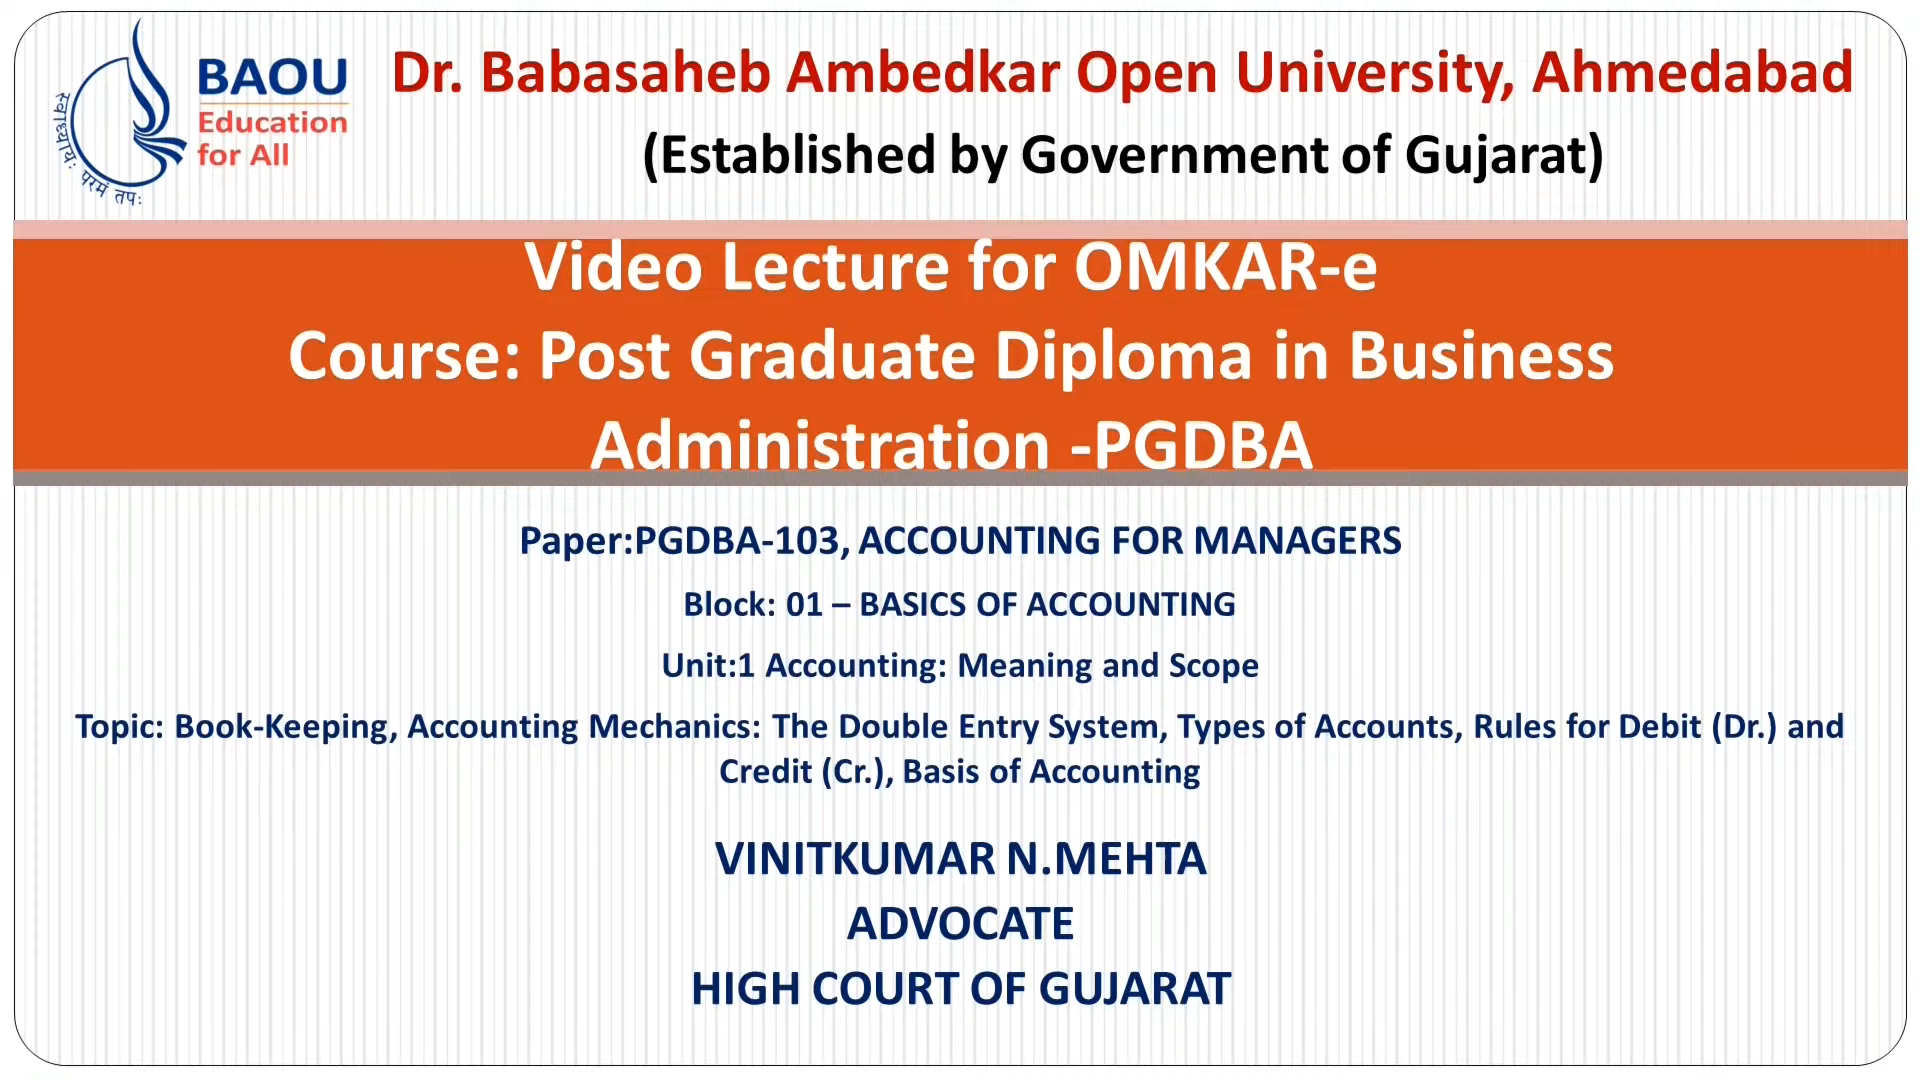 BAOU
Education
for All
स्वाध्यायः परमं तपः
Dr. Babasaheb Ambedkar Open University, Ahmedabad
(Established by Government of Gujarat)
Video Lecture for OMKAR-e
Course: Post Graduate Diploma in Business
Administration -PGDBA
Paper:PGDBA-103, ACCOUNTING FOR MANAGERS
Block: 01 – BASICS OF ACCOUNTING
Unit:1 Accounting: Meaning and Scope
Topic: Book-Keeping, Accounting Mechanics: The Double Entry System, Types of Accounts, Rules for Debit (Dr.) and
Credit (Cr.), Basis of Accounting
VINITKUMAR N.MEHTA
ADVOCATE
HIGH COURT OF GUJARAT